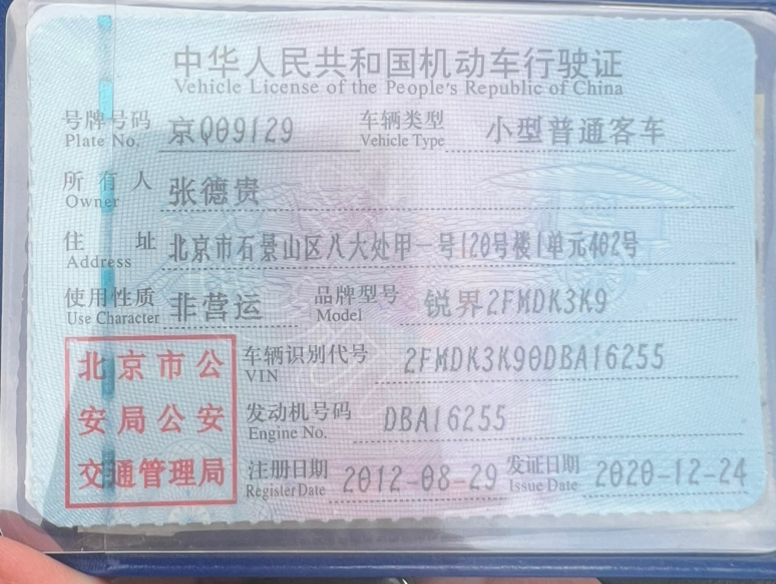 中华人民共和国机动车行驶证
Vehicle License of the People's Republic of China
号牌号码 京Q09129 车辆类型 小型普通客车
Plate No. Vehicle Type
所有人 张德贵
Owner
住址 北京市石景山区八大处甲一号120号楼1单元402号
Address
使用性质 非营运 品牌型号 锐界2FMDK3K9
Use Character Model
北京市公
安局公安
交通管理局
车辆识别代号 2FMDK3K90DBA16255
VIN
发动机号码 DBA16255
Engine No.
注册日期 2012-08-29 发证日期 2020-12-24
Register Date Issue Date